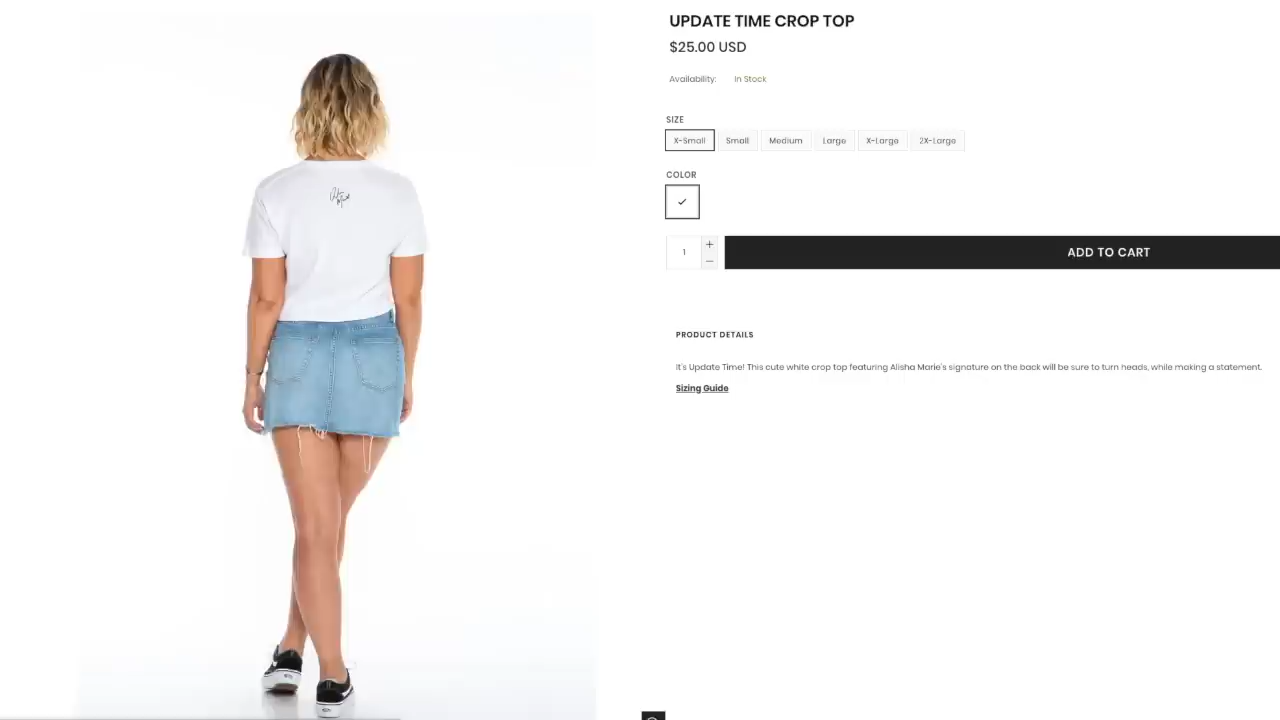 UPDATE TIME CROP TOP
$25.00 USD
Availability: In Stock
SIZE
X-Small Small Medium Large X-Large 2X-Large
COLOR
1 + − ADD TO CART
PRODUCT DETAILS
It's Update Time! This cute white crop top featuring Alisha Marie's signature on the back will be sure to turn heads, while making a statement.
Sizing Guide